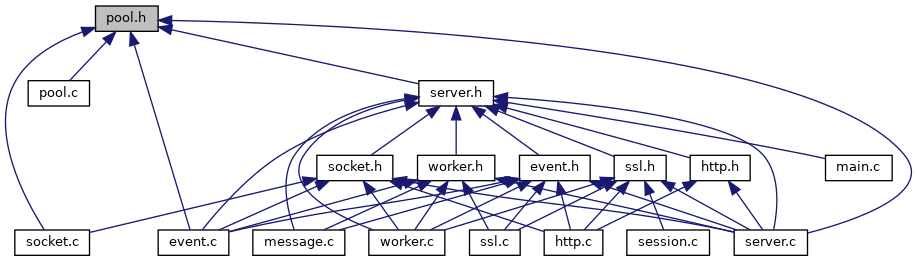 pool.h
pool.c
server.h
socket.h
worker.h
event.h
ssl.h
http.h
main.c
socket.c
event.c
message.c
worker.c
ssl.c
http.c
session.c
server.c